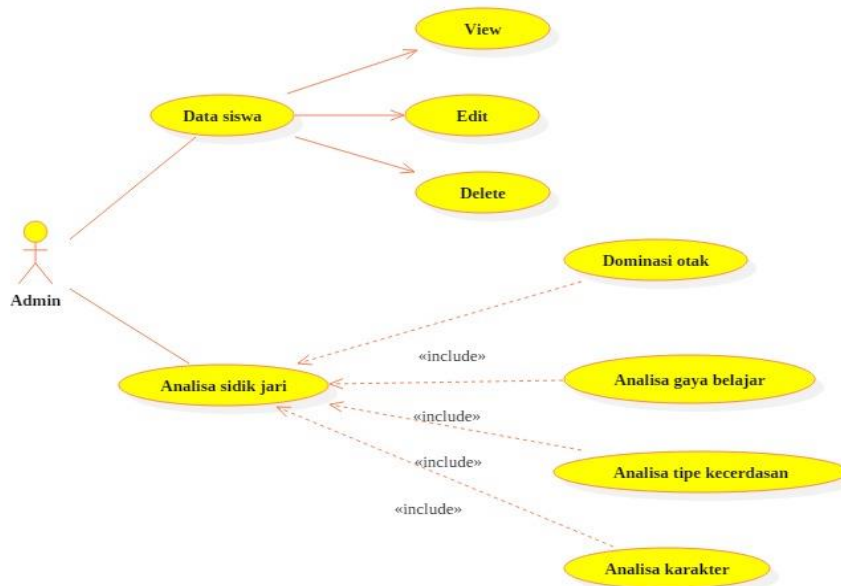 View
Data siswa
Edit
Delete
Admin
Dominasi otak
«include»
Analisa sidik jari
Analisa gaya belajar
«include»
«include»
Analisa tipe kecerdasan
«include»
Analisa karakter